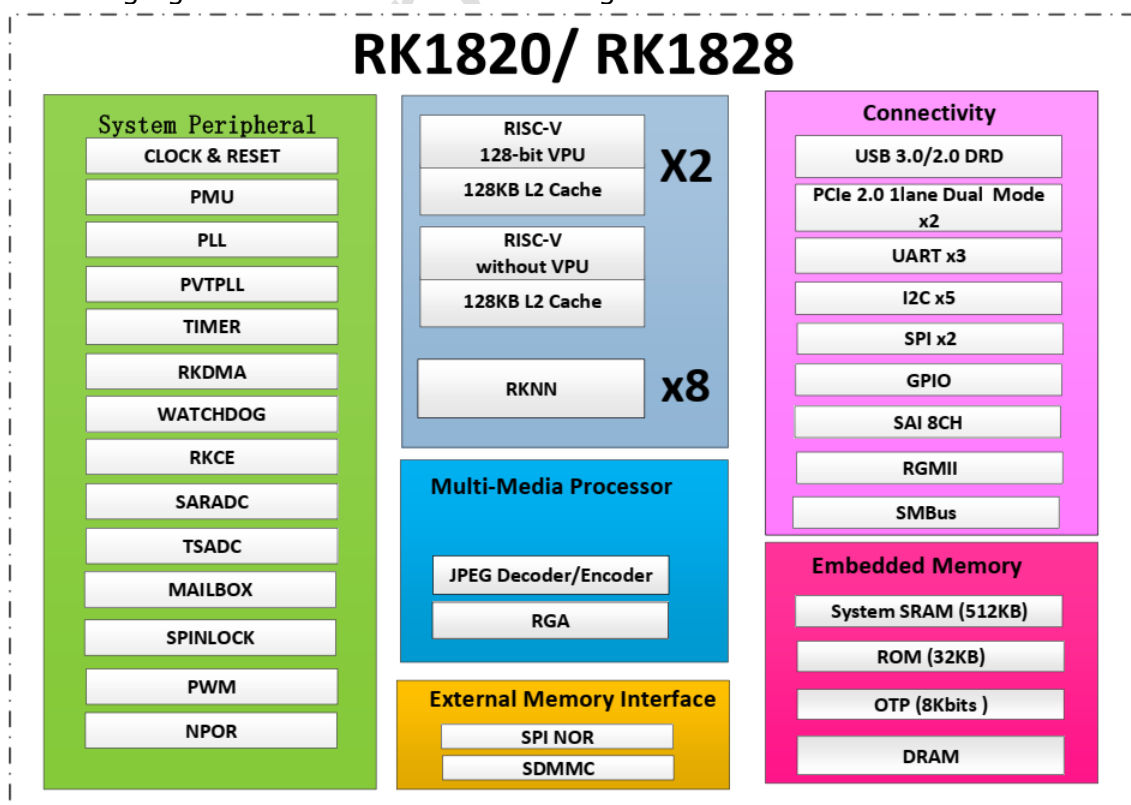 RK1820/ RK1828
System Peripheral
CLOCK & RESET
PMU
PLL
PVTPLL
TIMER
RKDMA
WATCHDOG
RKCE
SARADC
TSADC
MAILBOX
SPINLOCK
PWM
NPOR
RISC-V
128-bit VPU
128KB L2 Cache
X2
RISC-V
without VPU
128KB L2 Cache
RKNN
x8
Multi-Media Processor
JPEG Decoder/Encoder
RGA
External Memory Interface
SPI NOR
SDMMC
Connectivity
USB 3.0/2.0 DRD
PCIe 2.0 1lane Dual Mode
x2
UART x3
I2C x5
SPI x2
GPIO
SAI 8CH
RGMII
SMBus
Embedded Memory
System SRAM (512KB)
ROM (32KB)
OTP (8Kbits )
DRAM